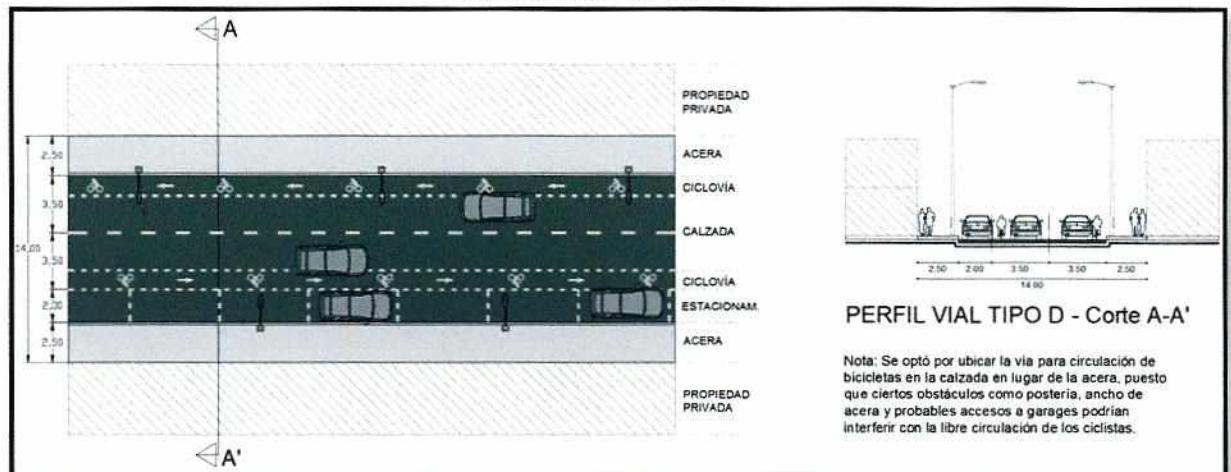 A
PROPIEDAD
PRIVADA
ACERA
CICLOVÍA
CALZADA
CICLOVÍA
ESTACIONAM.
ACERA
PROPIEDAD
PRIVADA
2,50
3,50
3,50
2,00
2,50
14,00
A'
2.50 2.00 3.50 3.50 2.50
14.00
PERFIL VIAL TIPO D - Corte A-A'
Nota: Se optó por ubicar la vía para circulación de
bicicletas en la calzada en lugar de la acera, puesto
que ciertos obstáculos como postería, ancho de
acera y probables accesos a garages podrían
interferir con la libre circulación de los ciclistas.